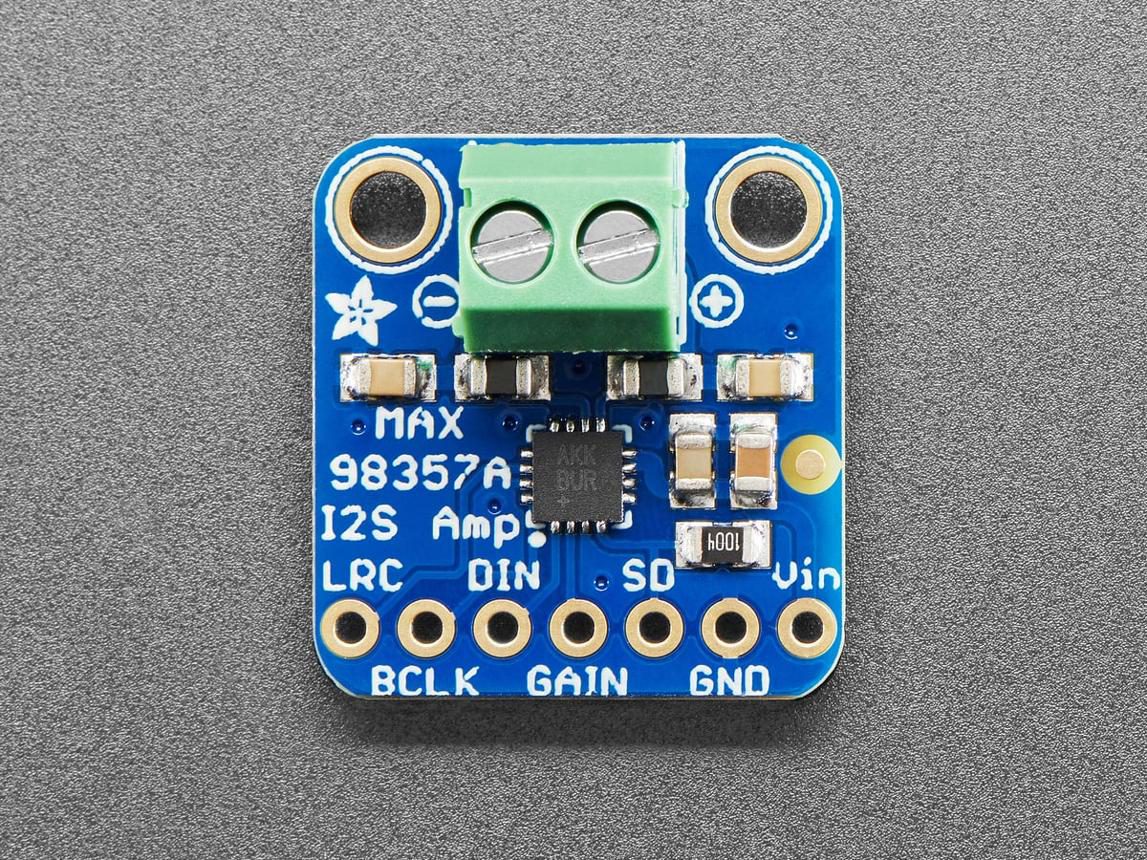 MAX
98357A
I2S Amp
AKK
BUR
+
1004
LRC DIN SD Vin
BCLK GAIN GND